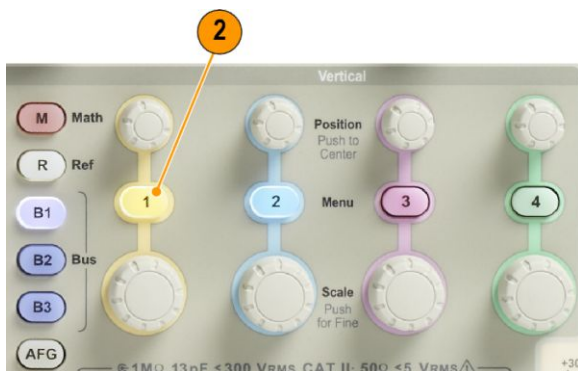 2
Vertical
M Math
Position
Push to
Center
R Ref
B1
1
2
Menu
3
4
B2 Bus
B3
Scale
Push
for Fine
AFG
1MΩ 13pF ≤300 VRMS CAT II; 50Ω ≤5 VRMS